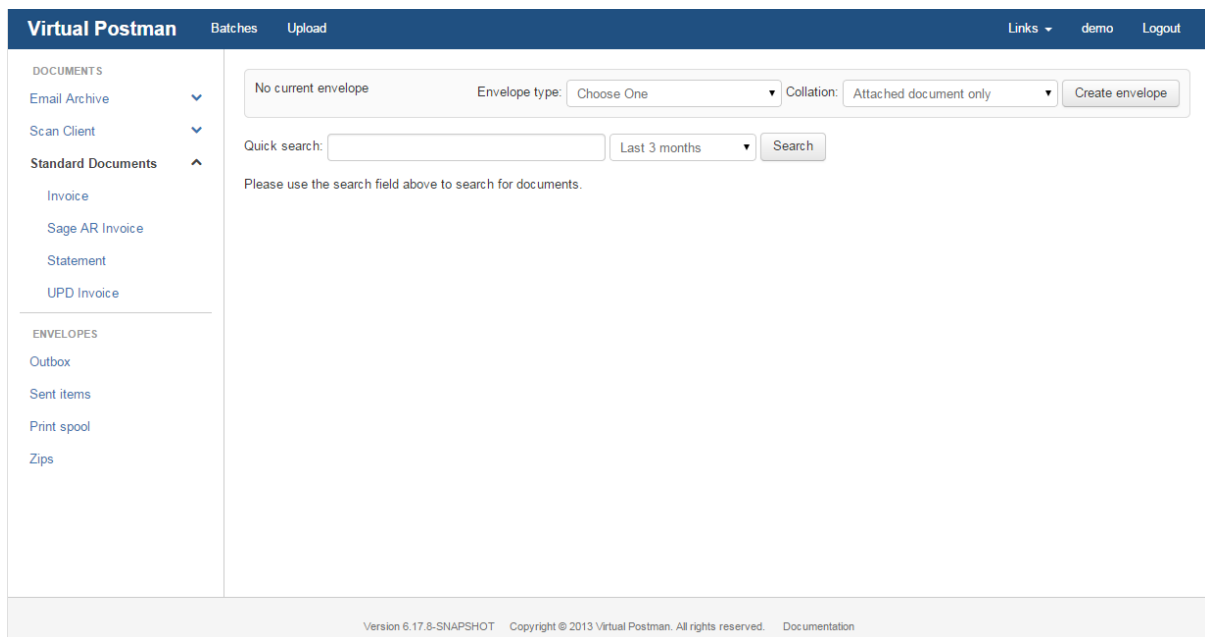 Virtual Postman Batches Upload Links demo Logout
DOCUMENTS
Email Archive
Scan Client
Standard Documents
Invoice
Sage AR Invoice
Statement
UPD Invoice
ENVELOPES
Outbox
Sent items
Print spool
Zips
No current envelope Envelope type: Choose One Collation: Attached document only Create envelope
Quick search: Last 3 months Search
Please use the search field above to search for documents.
Version 6.17.8-SNAPSHOT Copyright © 2013 Virtual Postman. All rights reserved. Documentation